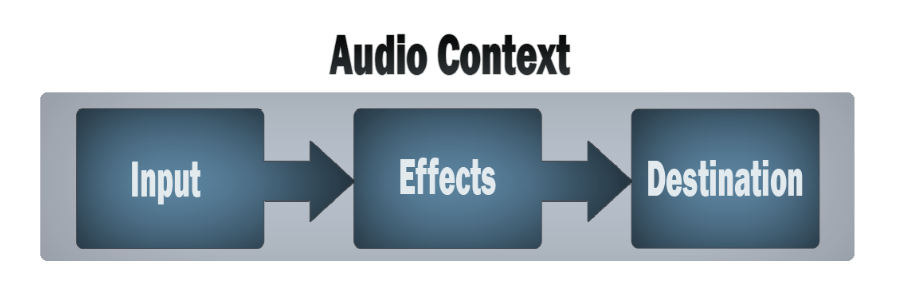 Audio Context
Input
Effects
Destination